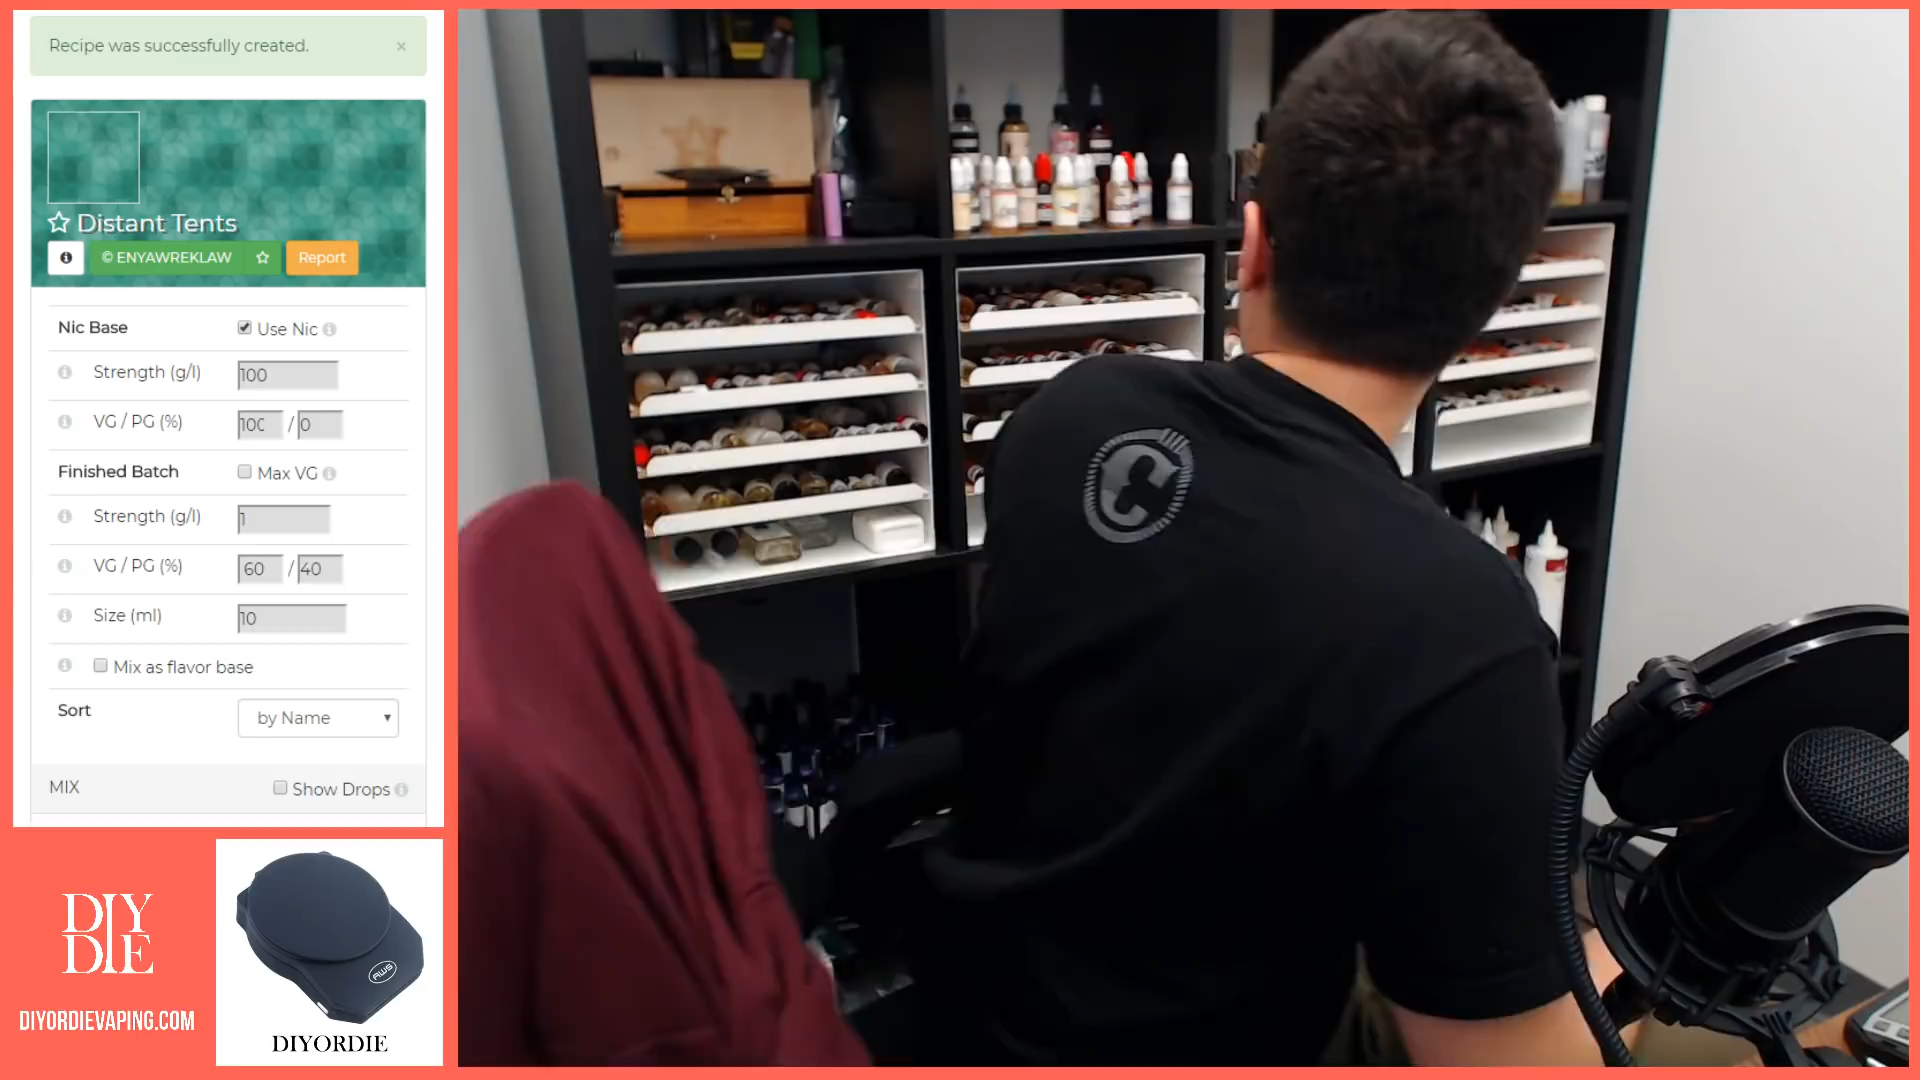 Recipe was successfully created. ×
Distant Tents
© ENYAWREKLAW
Report
Nic Base Use Nic
Strength (g/l) 100
VG / PG (%) 100 / 0
Finished Batch Max VG
Strength (g/l) 1
VG / PG (%) 60 / 40
Size (ml) 10
Mix as flavor base
Sort by Name
MIX Show Drops
DIY
DIE
DIYORDIEVAPING.COM
AWS
DIYORDIE